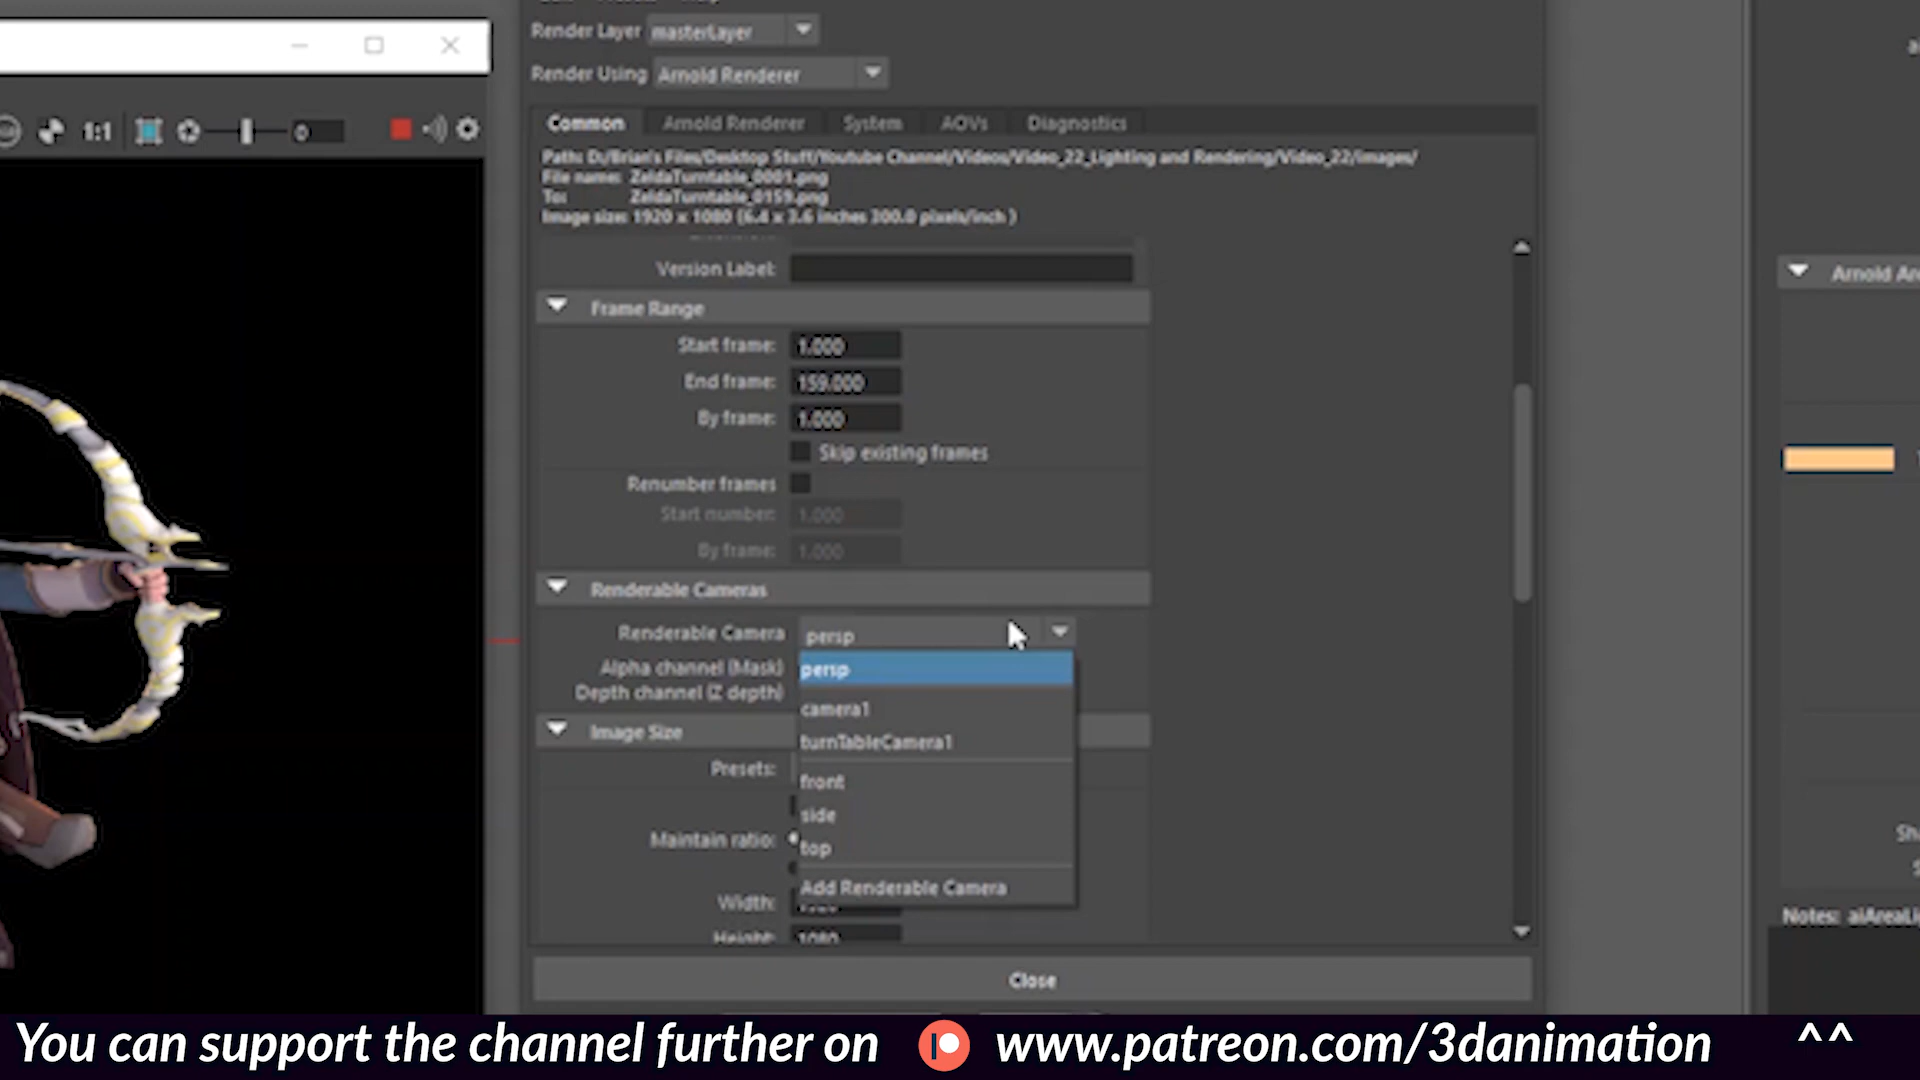 Render Layer masterLayer
Render Using Arnold Renderer
Common Arnold Renderer System AOVs Diagnostics
Path: D:/Brian's Files/Desktop Stuff/Youtube Channel/Videos/Video_22_Lighting and Rendering/Video_22/images/
File name: ZeldaTurntable_0001.png
To: ZeldaTurntable_0159.png
Image size: 1920 x 1080 (6.4 x 3.6 inches 300.0 pixels/inch )
1:1
0
Version Label:
Frame Range
Start frame: 1.000
End frame: 159.000
By frame: 1.000
Skip existing frames
Renumber frames
Start number: 1.000
By frame: 1.000
Renderable Cameras
Renderable Camera persp
Alpha channel (Mask)
Depth channel (Z depth)
persp
camera1
turnTableCamera1
front
side
top
Add Renderable Camera
Image Size
Presets:
Maintain ratio:
Width:
Height: 1080
Close
Arnold
Notes:
You can support the channel further on www.patreon.com/3danimation ^^